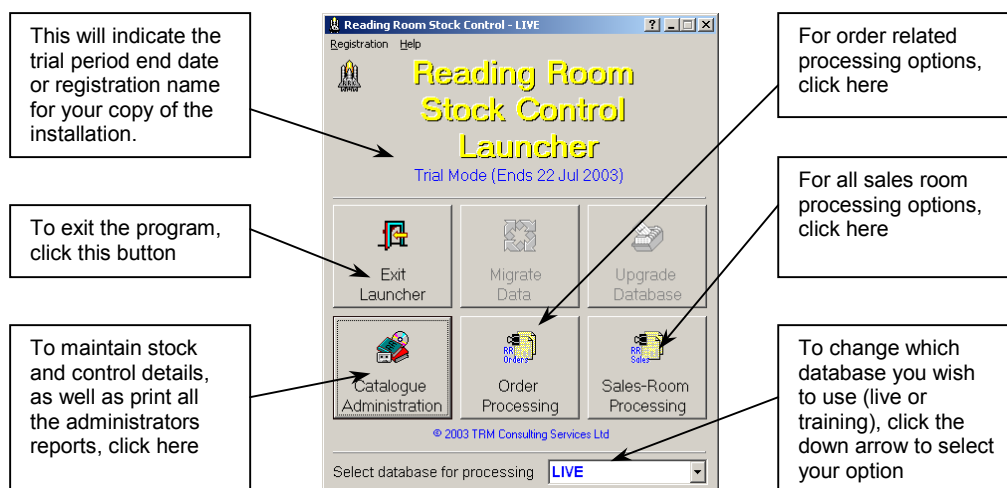 This will indicate the
trial period end date
or registration name
for your copy of the
installation.
To exit the program,
click this button
To maintain stock
and control details,
as well as print all
the administrators
reports, click here
Reading Room Stock Control - LIVE
Registration Help
Reading Room
Stock Control
Launcher
Trial Mode (Ends 22 Jul 2003)
Exit
Launcher
Migrate
Data
Upgrade
Database
Catalogue
Administration
RR
Orders
Order
Processing
RR
Sales
Sales-Room
Processing
© 2003 TRM Consulting Services Ltd
Select database for processing LIVE
For order related
processing options,
click here
For all sales room
processing options,
click here
To change which
database you wish
to use (live or
training), click the
down arrow to select
your option